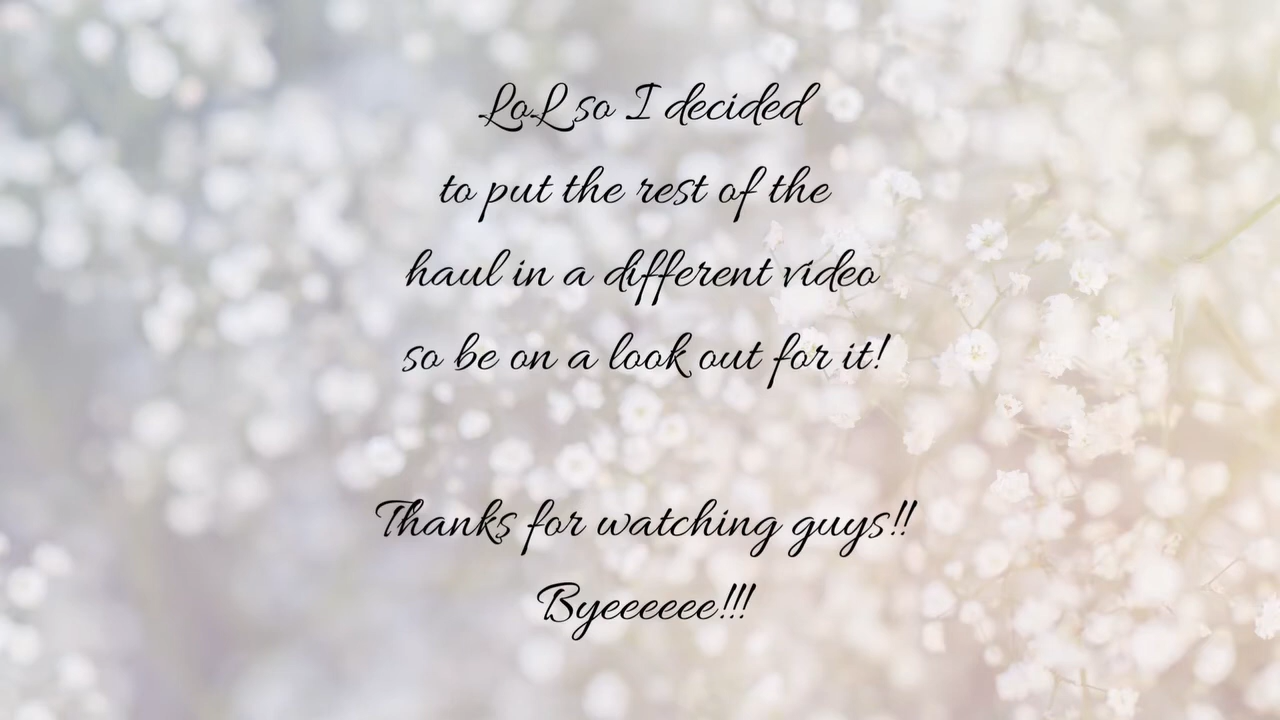 LoL so I decided
to put the rest of the
haul in a different video
so be on a look out for it!
Thanks for watching guys!!
Byeeeeee!!!